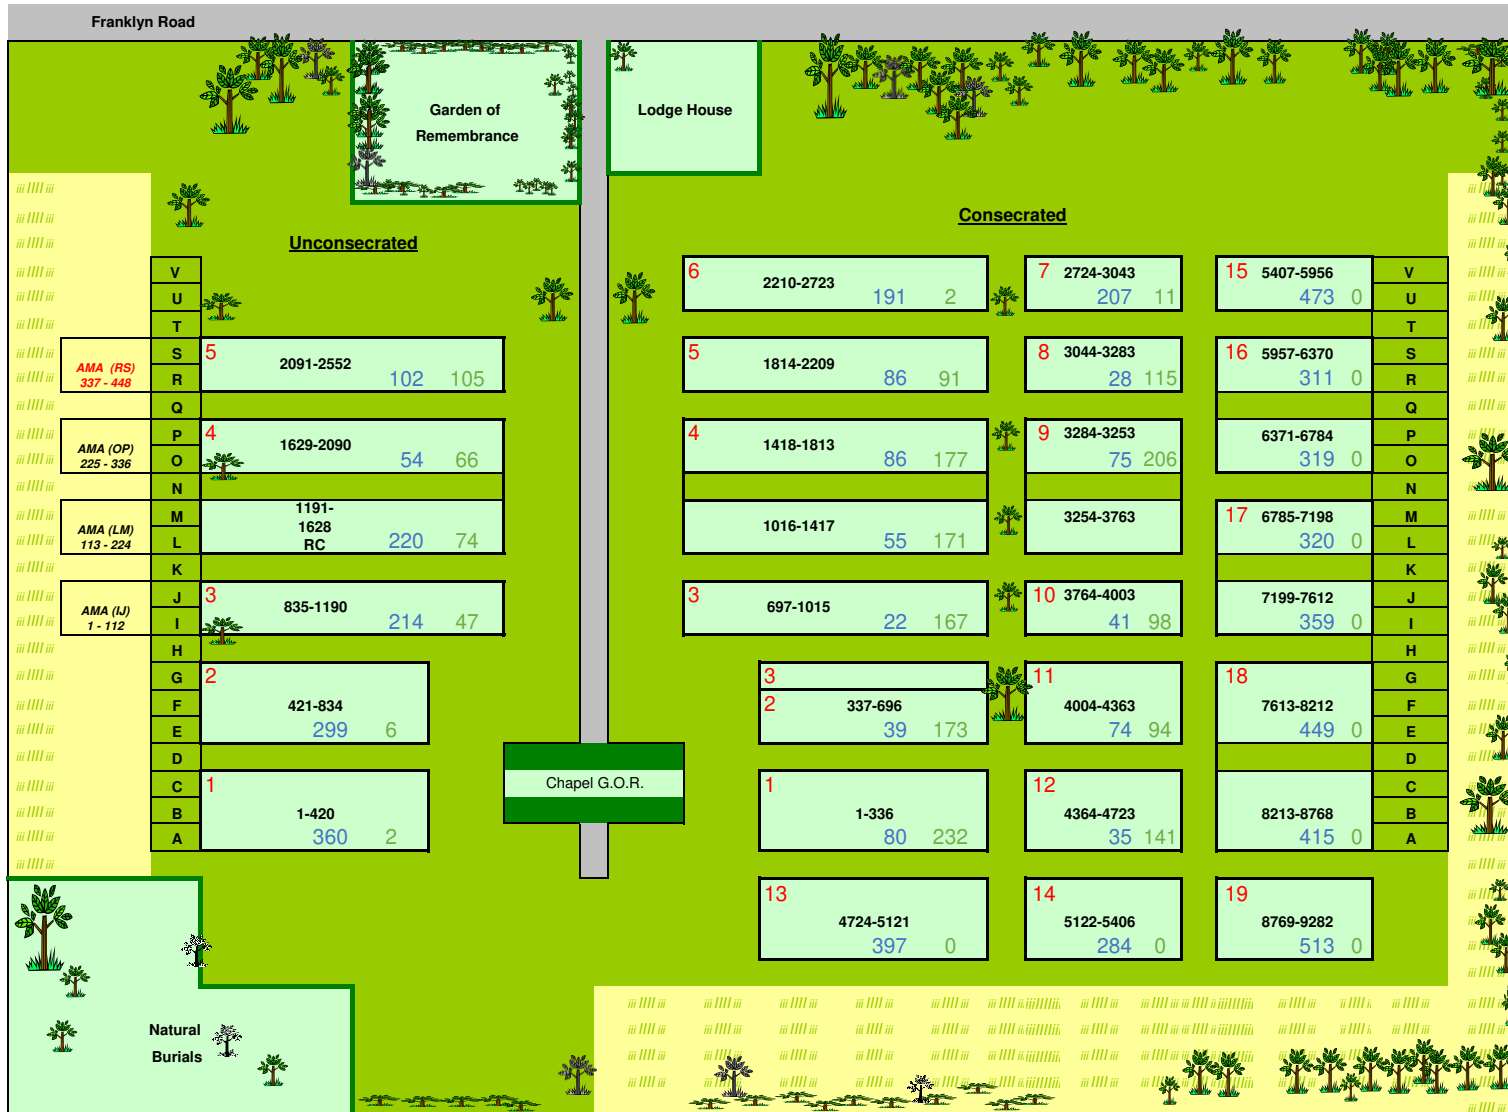 Franklyn Road
Garden of
Remembrance
Lodge House
Unconsecrated
Consecrated
V
U
T
S
R
Q
P
O
N
M
L
K
J
I
H
G
F
E
D
C
B
A
AMA (RS)
337 - 448
AMA (OP)
225 - 336
AMA (LM)
113 - 224
AMA (IJ)
1 - 112
5
2091-2552
102 105
4
1629-2090
54 66
1191-
1628
RC
220 74
3
835-1190
214 47
2
421-834
299 6
1
1-420
360 2
Chapel G.O.R.
Natural
Burials
6
2210-2723
191 2
5
1814-2209
86 91
4
1418-1813
86 177
1016-1417
55 171
3
697-1015
22 167
3
2
337-696
39 173
1
1-336
80 232
13
4724-5121
397 0
7 2724-3043
207 11
8 3044-3283
28 115
9 3284-3253
75 206
3254-3763
10 3764-4003
41 98
11
4004-4363
74 94
12
4364-4723
35 141
14
5122-5406
284 0
15 5407-5956
473 0
16 5957-6370
311 0
6371-6784
319 0
17 6785-7198
320 0
7199-7612
359 0
18
7613-8212
449 0
8213-8768
415 0
19
8769-9282
513 0
V
U
T
S
R
Q
P
O
N
M
L
K
J
I
H
G
F
E
D
C
B
A